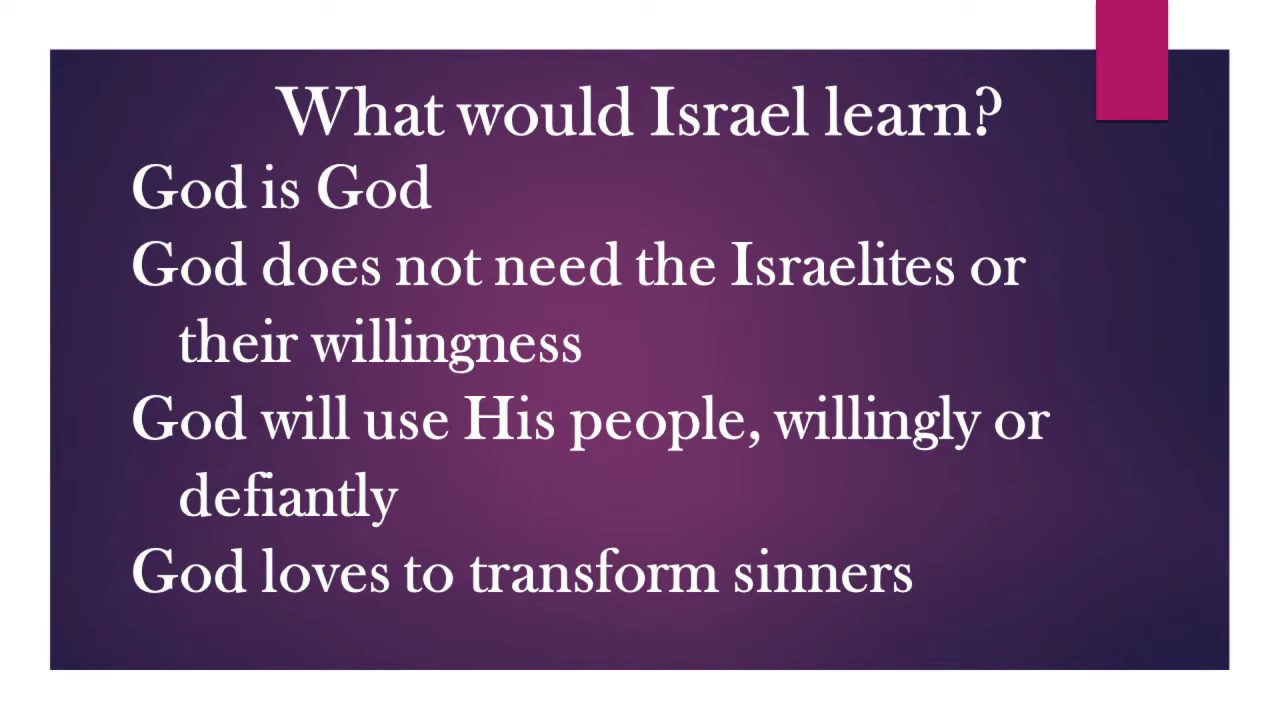 What would Israel learn?
God is God
God does not need the Israelites or
their willingness
God will use His people, willingly or
defiantly
God loves to transform sinners